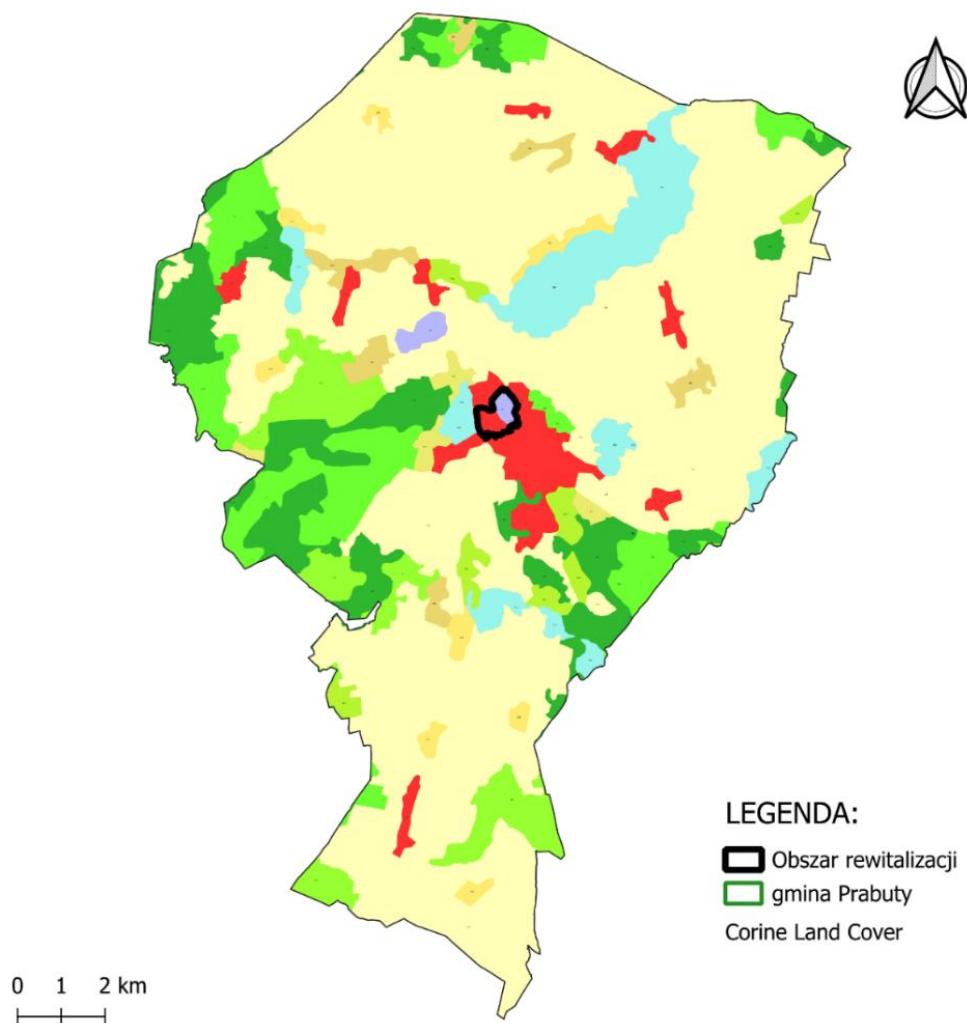 LEGENDA:
Obszar rewitalizacji
gmina Prabuty
Corine Land Cover
0 1 2 km